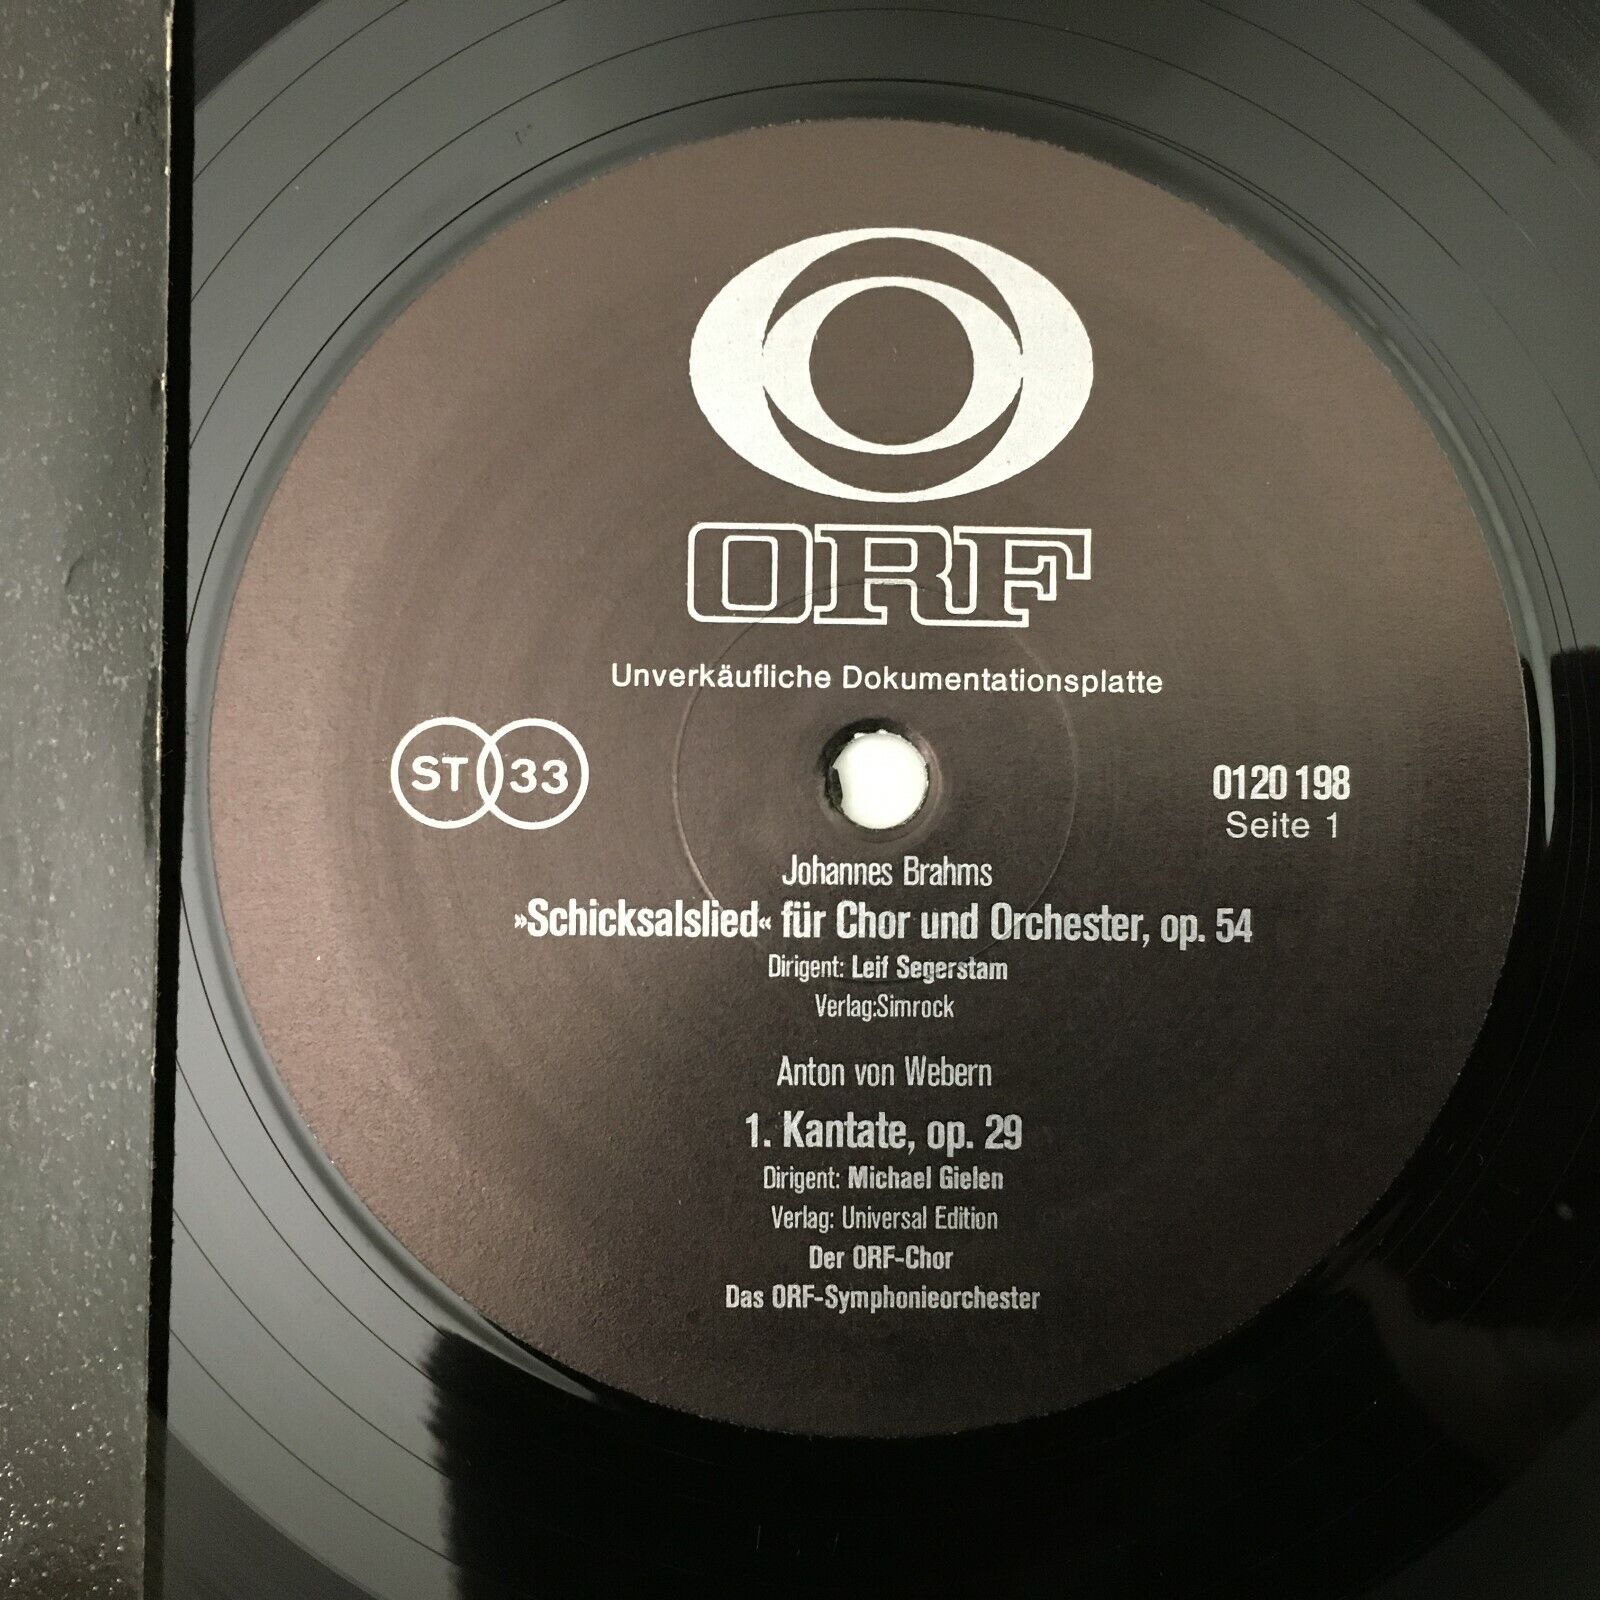 ORF
Unverkäufliche Dokumentationsplatte
ST 33
0120 198
Seite 1
Johannes Brahms
»Schicksalslied« für Chor und Orchester, op. 54
Dirigent: Leif Segerstam
Verlag:Simrock
Anton von Webern
1. Kantate, op. 29
Dirigent: Michael Gielen
Verlag: Universal Edition
Der ORF-Chor
Das ORF-Symphonieorchester